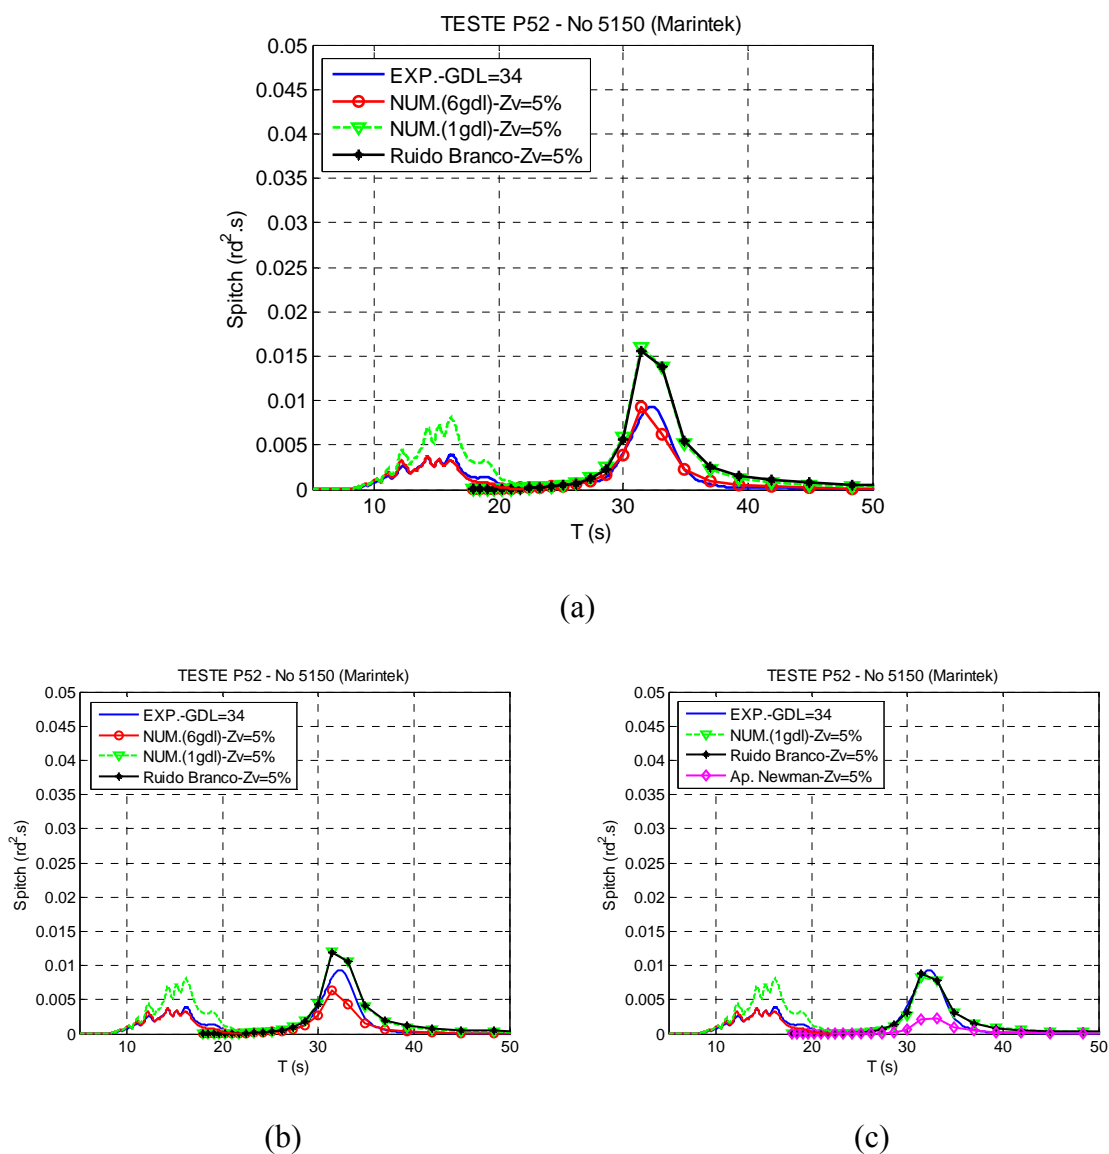 TESTE P52 - No 5150 (Marintek)
0.05
0.045
0.04
0.035
0.03
0.025
0.02
0.015
0.01
0.005
0
Spitch (rd².s)
EXP.-GDL=34
NUM.(6gdl)-Zv=5%
NUM.(1gdl)-Zv=5%
Ruido Branco-Zv=5%
10 20 30 40 50
T (s)
(a)
TESTE P52 - No 5150 (Marintek)
0.05
0.045
0.04
0.035
0.03
0.025
0.02
0.015
0.01
0.005
0
Spitch (rd².s)
EXP.-GDL=34
NUM.(6gdl)-Zv=5%
NUM.(1gdl)-Zv=5%
Ruido Branco-Zv=5%
10 20 30 40 50
T (s)
(b)
TESTE P52 - No 5150 (Marintek)
0.05
0.045
0.04
0.035
0.03
0.025
0.02
0.015
0.01
0.005
0
Spitch (rd².s)
EXP.-GDL=34
NUM.(1gdl)-Zv=5%
Ruido Branco-Zv=5%
Ap. Newman-Zv=5%
10 20 30 40 50
T (s)
(c)